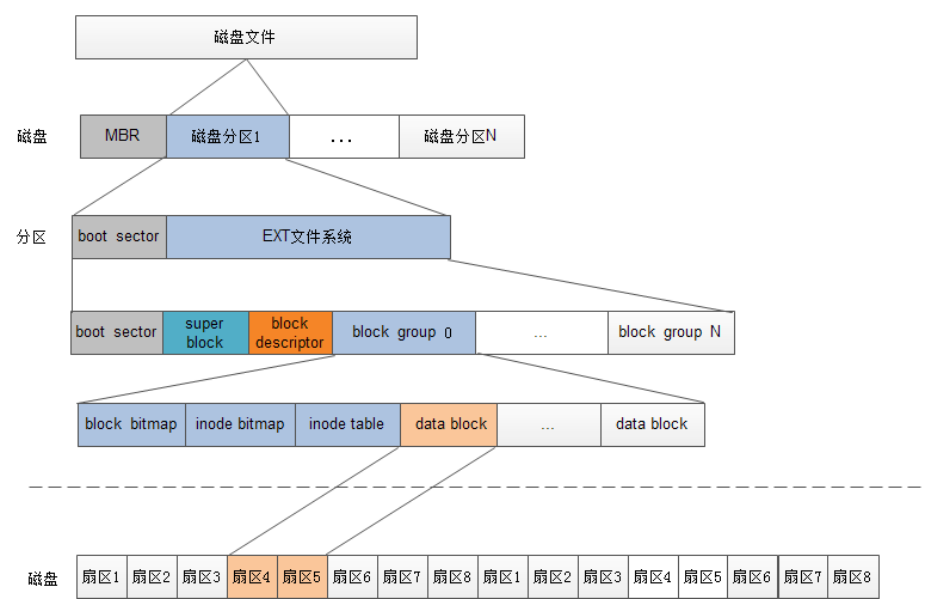 磁盘文件
磁盘 MBR 磁盘分区1 ... 磁盘分区N
分区 boot sector EXT文件系统
boot sector super block block descriptor block group 0 ... block group N
block bitmap inode bitmap inode table data block ... data block
磁盘 扇区1 扇区2 扇区3 扇区4 扇区5 扇区6 扇区7 扇区8 扇区1 扇区2 扇区3 扇区4 扇区5 扇区6 扇区7 扇区8